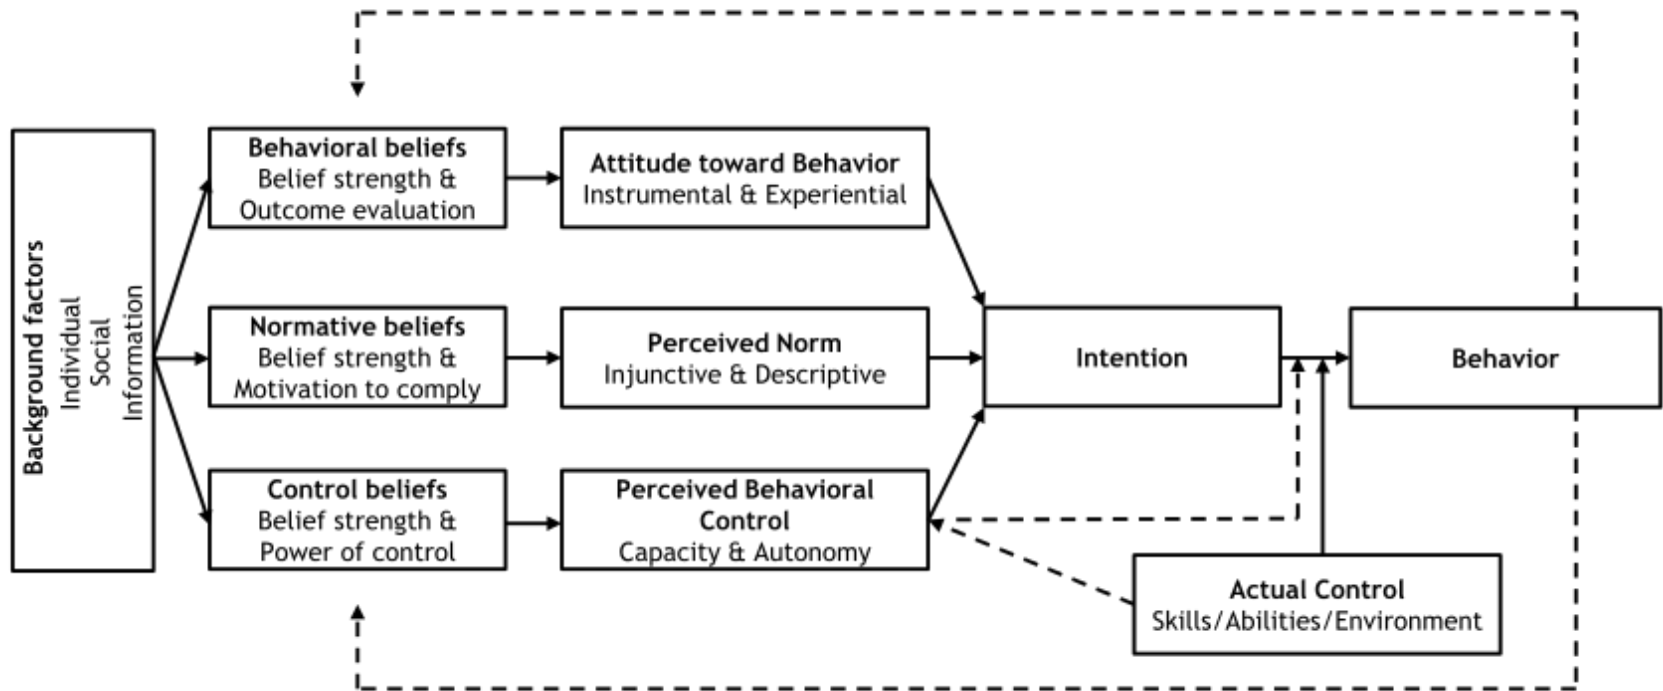 Background factors
Individual
Social
Information
Behavioral beliefs
Belief strength &
Outcome evaluation
Attitude toward Behavior
Instrumental & Experiential
Normative beliefs
Belief strength &
Motivation to comply
Perceived Norm
Injunctive & Descriptive
Intention
Behavior
Control beliefs
Belief strength &
Power of control
Perceived Behavioral
Control
Capacity & Autonomy
Actual Control
Skills/Abilities/Environment